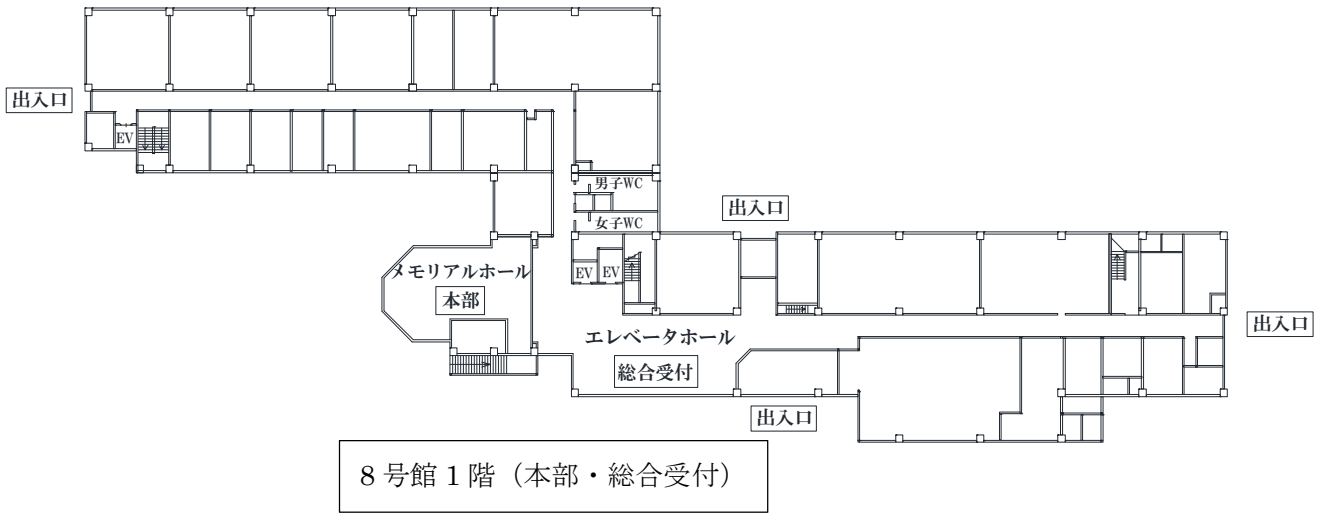 出入口
EV
男子WC
女子WC
出入口
メモリアルホール
本部
EV
EV
エレベータホール
総合受付
出入口
出入口
8号館1階（本部・総合受付）